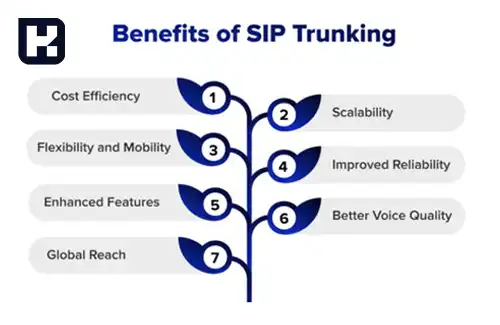 Benefits of SIP Trunking
Cost Efficiency
1
2
Scalability
Flexibility and Mobility
3
4
Improved Reliability
Enhanced Features
5
6
Better Voice Quality
Global Reach
7